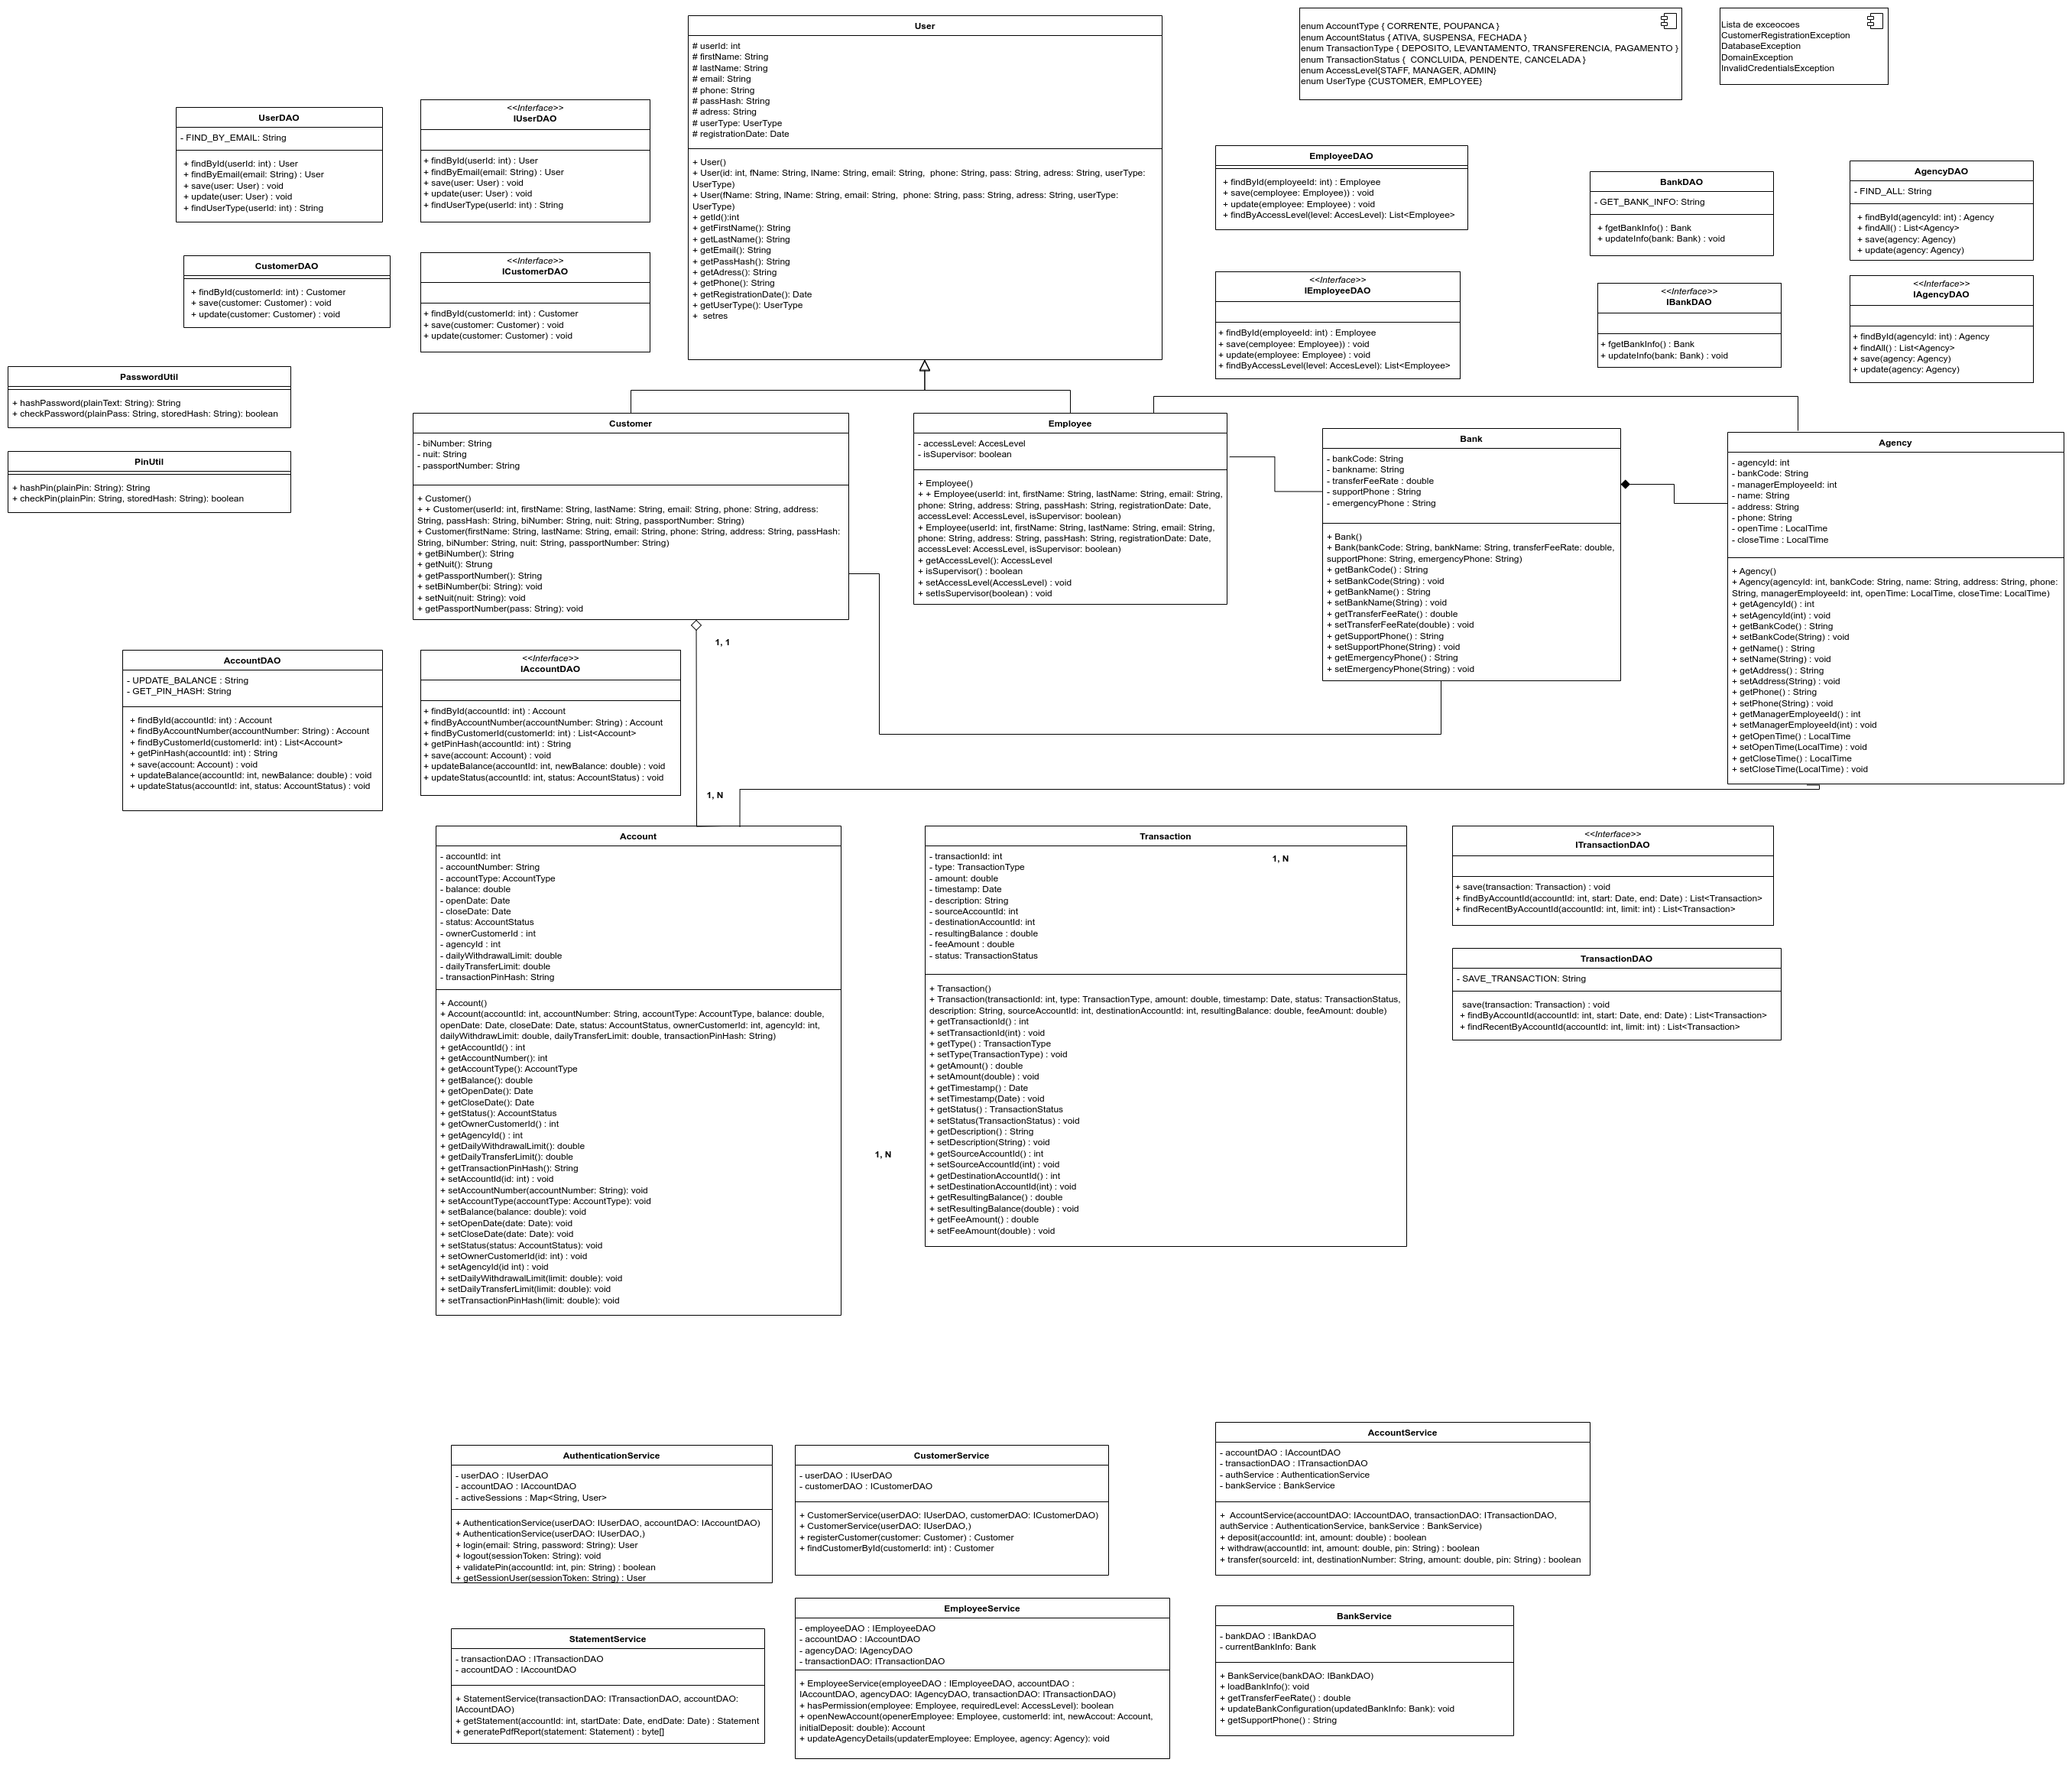 User
# userId: int
# firstName: String
# lastName: String
# email: String
# phone: String
# passHash: String
# adress: String
# userType: UserType
# registrationDate: Date
+ User()
+ User(id: int, fName: String, lName: String, email: String,  phone: String, pass: String, adress: String, userType:
UserType)
+ User(fName: String, lName: String, email: String,  phone: String, pass: String, adress: String, userType:
UserType)
+ getId():int
+ getFirstName(): String
+ getLastName(): String
+ getEmail(): String
+ getPassHash(): String
+ getAdress(): String
+ getPhone(): String
+ getRegistrationDate(): Date
+ getUserType(): UserType
+  setres
enum AccountType { CORRENTE, POUPANCA }
enum AccountStatus { ATIVA, SUSPENSA, FECHADA }
enum TransactionType { DEPOSITO, LEVANTAMENTO, TRANSFERENCIA, PAGAMENTO }
enum TransactionStatus {  CONCLUIDA, PENDENTE, CANCELADA }
enum AccessLevel{STAFF, MANAGER, ADMIN}
enum UserType {CUSTOMER, EMPLOYEE}
Lista de exceocoes
CustomerRegistrationException
DatabaseException
DomainException
InvalidCredentialsException
UserDAO
- FIND_BY_EMAIL: String
+ findById(userId: int) : User
+ findByEmail(email: String) : User
+ save(user: User) : void
+ update(user: User) : void
+ findUserType(userId: int) : String
<<Interface>>
IUserDAO
+ findById(userId: int) : User
+ findByEmail(email: String) : User
+ save(user: User) : void
+ update(user: User) : void
+ findUserType(userId: int) : String
EmployeeDAO
+ findById(employeeId: int) : Employee
+ save(cemployee: Employee)) : void
+ update(employee: Employee) : void
+ findByAccessLevel(level: AccesLevel): List<Employee>
BankDAO
- GET_BANK_INFO: String
+ fgetBankInfo() : Bank
+ updateInfo(bank: Bank) : void
AgencyDAO
- FIND_ALL: String
+ findById(agencyId: int) : Agency
+ findAll() : List<Agency>
+ save(agency: Agency)
+ update(agency: Agency)
CustomerDAO
+ findById(customerId: int) : Customer
+ save(customer: Customer) : void
+ update(customer: Customer) : void
<<Interface>>
ICustomerDAO
+ findById(customerId: int) : Customer
+ save(customer: Customer) : void
+ update(customer: Customer) : void
<<Interface>>
IEmployeeDAO
+ findById(employeeId: int) : Employee
+ save(cemployee: Employee)) : void
+ update(employee: Employee) : void
+ findByAccessLevel(level: AccesLevel): List<Employee>
<<Interface>>
IBankDAO
+ fgetBankInfo() : Bank
+ updateInfo(bank: Bank) : void
<<Interface>>
IAgencyDAO
+ findById(agencyId: int) : Agency
+ findAll() : List<Agency>
+ save(agency: Agency)
+ update(agency: Agency)
PasswordUtil
+ hashPassword(plainText: String): String
+ checkPassword(plainPass: String, storedHash: String): boolean
PinUtil
+ hashPin(plainPin: String): String
+ checkPin(plainPin: String, storedHash: String): boolean
Customer
- biNumber: String
- nuit: String
- passportNumber: String
+ Customer()
+ + Customer(userId: int, firstName: String, lastName: String, email: String, phone: String, address:
String, passHash: String, biNumber: String, nuit: String, passportNumber: String)
+ Customer(firstName: String, lastName: String, email: String, phone: String, address: String, passHash:
String, biNumber: String, nuit: String, passportNumber: String)
+ getBiNumber(): String
+ getNuit(): Strung
+ getPassportNumber(): String
+ setBiNumber(bi: String): void
+ setNuit(nuit: String): void
+ getPassportNumber(pass: String): void
Employee
- accessLevel: AccesLevel
- isSupervisor: boolean
+ Employee()
+ + Employee(userId: int, firstName: String, lastName: String, email: String,
phone: String, address: String, passHash: String, registrationDate: Date,
accessLevel: AccessLevel, isSupervisor: boolean)
+ Employee(userId: int, firstName: String, lastName: String, email: String,
phone: String, address: String, passHash: String, registrationDate: Date,
accessLevel: AccessLevel, isSupervisor: boolean)
+ getAccessLevel(): AccessLevel
+ isSupervisor() : boolean
+ setAccessLevel(AccessLevel) : void
+ setIsSupervisor(boolean) : void
Bank
- bankCode: String
- bankname: String
- transferFeeRate : double
- supportPhone : String
- emergencyPhone : String
+ Bank()
+ Bank(bankCode: String, bankName: String, transferFeeRate: double,
supportPhone: String, emergencyPhone: String)
+ getBankCode() : String
+ setBankCode(String) : void
+ getBankName() : String
+ setBankName(String) : void
+ getTransferFeeRate() : double
+ setTransferFeeRate(double) : void
+ getSupportPhone() : String
+ setSupportPhone(String) : void
+ getEmergencyPhone() : String
+ setEmergencyPhone(String) : void
Agency
- agencyId: int
- bankCode: String
- managerEmployeeId: int
- name: String
- address: String
- phone: String
- openTime : LocalTime
- closeTime : LocalTime
+ Agency()
+ Agency(agencyId: int, bankCode: String, name: String, address: String, phone:
String, managerEmployeeId: int, openTime: LocalTime, closeTime: LocalTime)
+ getAgencyId() : int
+ setAgencyId(int) : void
+ getBankCode() : String
+ setBankCode(String) : void
+ getName() : String
+ setName(String) : void
+ getAddress() : String
+ setAddress(String) : void
+ getPhone() : String
+ setPhone(String) : void
+ getManagerEmployeeId() : int
+ setManagerEmployeeId(int) : void
+ getOpenTime() : LocalTime
+ setOpenTime(LocalTime) : void
+ getCloseTime() : LocalTime
+ setCloseTime(LocalTime) : void
1, 1
AccountDAO
- UPDATE_BALANCE : String
- GET_PIN_HASH: String
+ findById(accountId: int) : Account
+ findByAccountNumber(accountNumber: String) : Account
+ findByCustomerId(customerId: int) : List<Account>
+ getPinHash(accountId: int) : String
+ save(account: Account) : void
+ updateBalance(accountId: int, newBalance: double) : void
+ updateStatus(accountId: int, status: AccountStatus) : void
<<Interface>>
IAccountDAO
+ findById(accountId: int) : Account
+ findByAccountNumber(accountNumber: String) : Account
+ findByCustomerId(customerId: int) : List<Account>
+ getPinHash(accountId: int) : String
+ save(account: Account) : void
+ updateBalance(accountId: int, newBalance: double) : void
+ updateStatus(accountId: int, status: AccountStatus) : void
1, N
Account
- accountId: int
- accountNumber: String
- accountType: AccountType
- balance: double
- openDate: Date
- closeDate: Date
- status: AccountStatus
- ownerCustomerId : int
- agencyId : int
- dailyWithdrawalLimit: double
- dailyTransferLimit: double
- transactionPinHash: String
+ Account()
+ Account(accountId: int, accountNumber: String, accountType: AccountType, balance: double,
openDate: Date, closeDate: Date, status: AccountStatus, ownerCustomerId: int, agencyId: int,
dailyWithdrawLimit: double, dailyTransferLimit: double, transactionPinHash: String)
+ getAccountId() : int
+ getAccountNumber(): int
+ getAccountType(): AccountType
+ getBalance(): double
+ getOpenDate(): Date
+ getCloseDate(): Date
+ getStatus(): AccountStatus
+ getOwnerCustomerId() : int
+ getAgencyId() : int
+ getDailyWithdrawalLimit(): double
+ getDailyTransferLimit(): double
+ getTransactionPinHash(): String
+ setAccountId(id: int) : void
+ setAccountNumber(accountNumber: String): void
+ setAccountType(accountType: AccountType): void
+ setBalance(balance: double): void
+ setOpenDate(date: Date): void
+ setCloseDate(date: Date): void
+ setStatus(status: AccountStatus): void
+ setOwnerCustomerId(id: int) : void
+ setAgencyId(id int) : void
+ setDailyWithdrawalLimit(limit: double): void
+ setDailyTransferLimit(limit: double): void
+ setTransactionPinHash(limit: double): void
1, N
Transaction
- transactionId: int
1, N
- type: TransactionType
- amount: double
- timestamp: Date
- description: String
- sourceAccountId: int
- destinationAccountId: int
- resultingBalance : double
- feeAmount : double
- status: TransactionStatus
+ Transaction()
+ Transaction(transactionId: int, type: TransactionType, amount: double, timestamp: Date, status: TransactionStatus,
description: String, sourceAccountId: int, destinationAccountId: int, resultingBalance: double, feeAmount: double)
+ getTransactionId() : int
+ setTransactionId(int) : void
+ getType() : TransactionType
+ setType(TransactionType) : void
+ getAmount() : double
+ setAmount(double) : void
+ getTimestamp() : Date
+ setTimestamp(Date) : void
+ getStatus() : TransactionStatus
+ setStatus(TransactionStatus) : void
+ getDescription() : String
+ setDescription(String) : void
+ getSourceAccountId() : int
+ setSourceAccountId(int) : void
+ getDestinationAccountId() : int
+ setDestinationAccountId(int) : void
+ getResultingBalance() : double
+ setResultingBalance(double) : void
+ getFeeAmount() : double
+ setFeeAmount(double) : void
<<Interface>>
ITransactionDAO
+ save(transaction: Transaction) : void
+ findByAccountId(accountId: int, start: Date, end: Date) : List<Transaction>
+ findRecentByAccountId(accountId: int, limit: int) : List<Transaction>
TransactionDAO
- SAVE_TRANSACTION: String
save(transaction: Transaction) : void
+ findByAccountId(accountId: int, start: Date, end: Date) : List<Transaction>
+ findRecentByAccountId(accountId: int, limit: int) : List<Transaction>
AuthenticationService
- userDAO : IUserDAO
- accountDAO : IAccountDAO
- activeSessions : Map<String, User>
+ AuthenticationService(userDAO: IUserDAO, accountDAO: IAccountDAO)
+ AuthenticationService(userDAO: IUserDAO,)
+ login(email: String, password: String): User
+ logout(sessionToken: String): void
+ validatePin(accountId: int, pin: String) : boolean
+ getSessionUser(sessionToken: String) : User
CustomerService
- userDAO : IUserDAO
- customerDAO : ICustomerDAO
+ CustomerService(userDAO: IUserDAO, customerDAO: ICustomerDAO)
+ CustomerService(userDAO: IUserDAO,)
+ registerCustomer(customer: Customer) : Customer
+ findCustomerById(customerId: int) : Customer
AccountService
- accountDAO : IAccountDAO
- transactionDAO : ITransactionDAO
- authService : AuthenticationService
- bankService : BankService
+  AccountService(accountDAO: IAccountDAO, transactionDAO: ITransactionDAO,
authService : AuthenticationService, bankService : BankService)
+ deposit(accountId: int, amount: double) : boolean
+ withdraw(accountId: int, amount: double, pin: String) : boolean
+ transfer(sourceId: int, destinationNumber: String, amount: double, pin: String) : boolean
StatementService
- transactionDAO : ITransactionDAO
- accountDAO : IAccountDAO
+ StatementService(transactionDAO: ITransactionDAO, accountDAO:
IAccountDAO)
+ getStatement(accountId: int, startDate: Date, endDate: Date) : Statement
+ generatePdfReport(statement: Statement) : byte[]
EmployeeService
- employeeDAO : IEmployeeDAO
- accountDAO : IAccountDAO
- agencyDAO: IAgencyDAO
- transactionDAO: ITransactionDAO
+ EmployeeService(employeeDAO : IEmployeeDAO, accountDAO :
IAccountDAO, agencyDAO: IAgencyDAO, transactionDAO: ITransactionDAO)
+ hasPermission(employee: Employee, requiredLevel: AccessLevel): boolean
+ openNewAccount(openerEmployee: Employee, customerId: int, newAccout: Account,
initialDeposit: double): Account
+ updateAgencyDetails(updaterEmployee: Employee, agency: Agency): void
BankService
- bankDAO : IBankDAO
- currentBankInfo: Bank
+ BankService(bankDAO: IBankDAO)
+ loadBankInfo(): void
+ getTransferFeeRate() : double
+ updateBankConfiguration(updatedBankInfo: Bank): void
+ getSupportPhone() : String